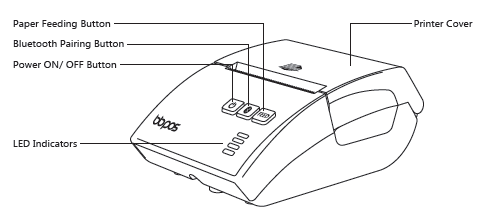 Paper Feeding Button
Printer Cover
Bluetooth Pairing Button
Power ON/ OFF Button
bbpos
LED Indicators